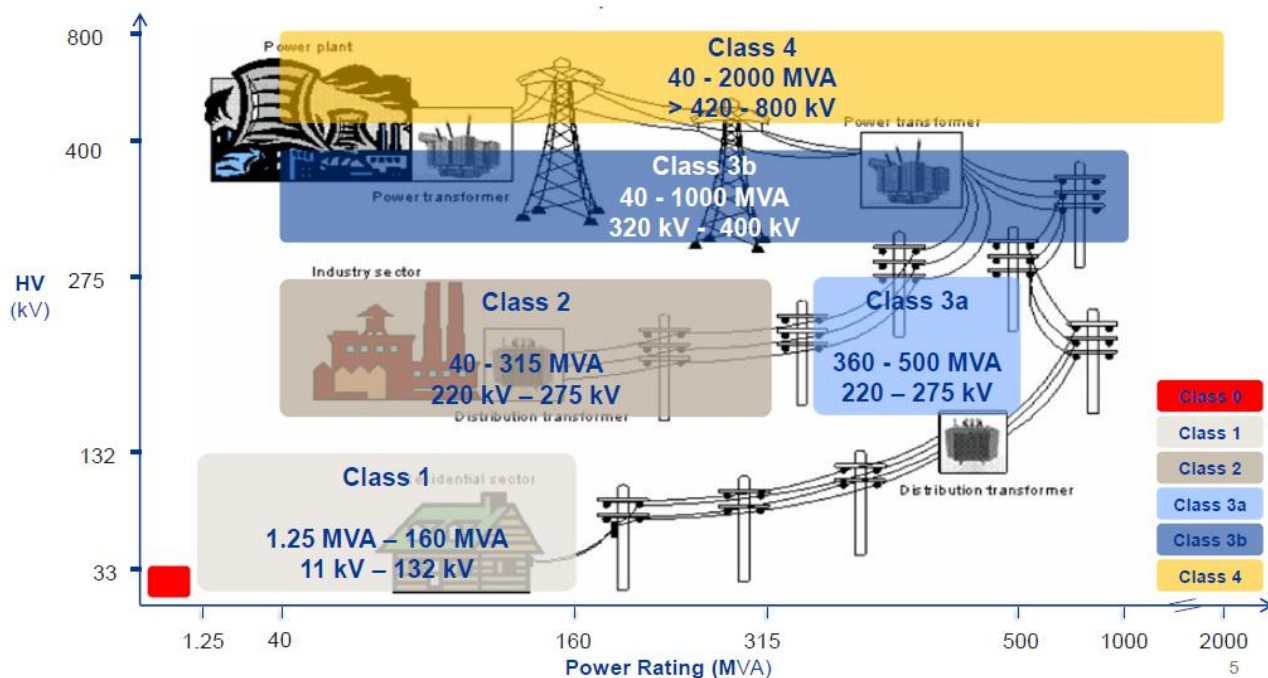 800
Power plant
Class 4
40 - 2000 MVA
> 420 - 800 kV
Power transformer
400
Class 3b
Power transformer
40 - 1000 MVA
320 kV - 400 kV
Industry sector
275
HV
(kV)
Class 2
Class 3a
40 - 315 MVA
360 - 500 MVA
220 kV – 275 kV
220 – 275 kV
Distribution transformer
Class 0
Class 1
Class 2
Class 3a
Class 3b
Class 4
132
Class 1
residential sector
Distribution transformer
1.25 MVA – 160 MVA
11 kV – 132 kV
33
1.25 40 160 315 500 1000 2000
Power Rating (MVA)
5